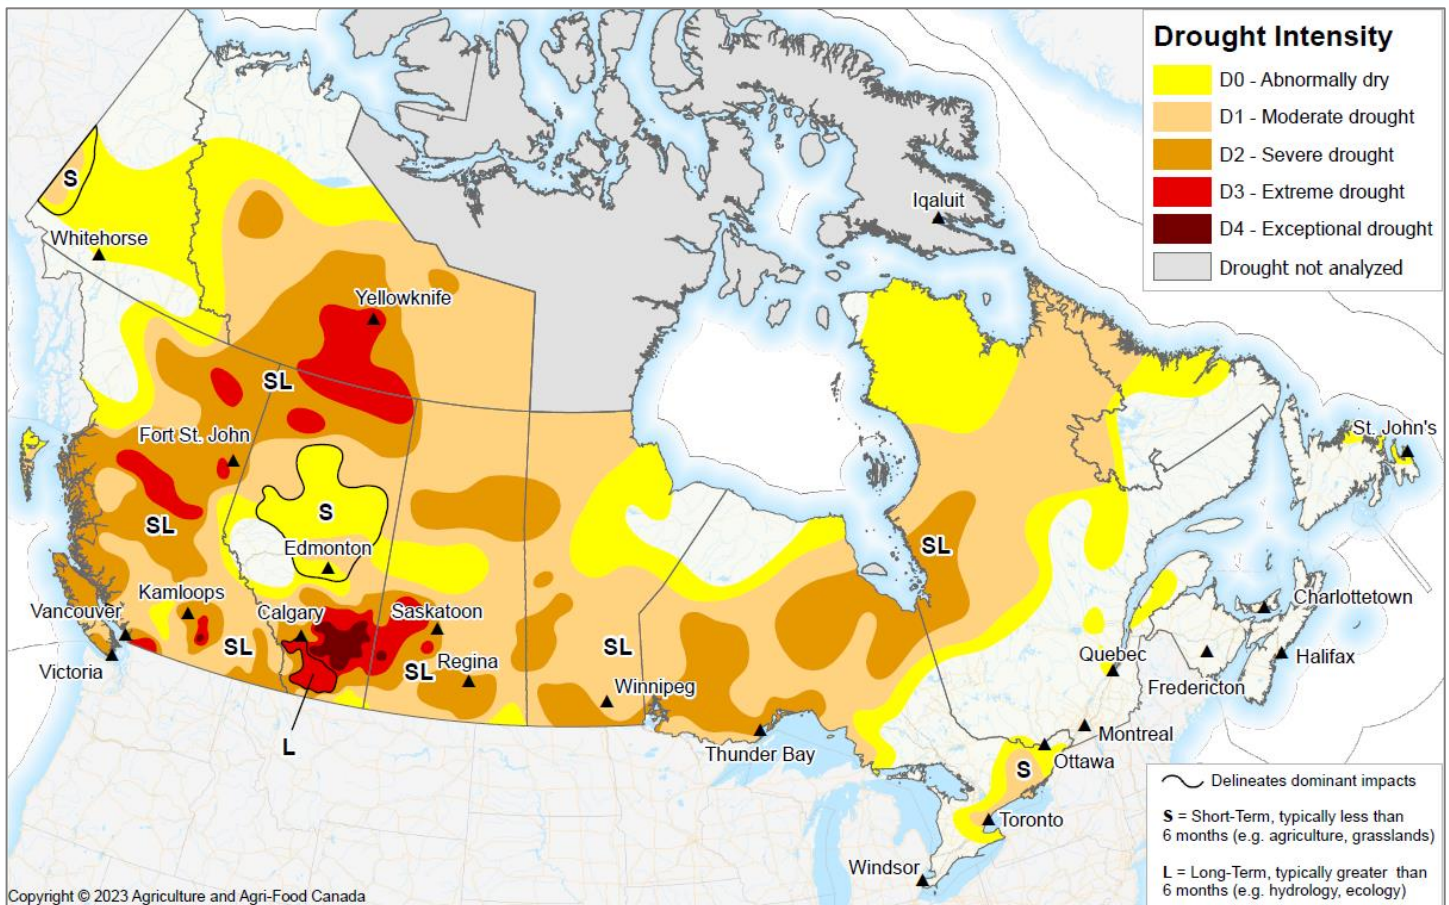 Drought Intensity
D0 - Abnormally dry
D1 - Moderate drought
D2 - Severe drought
D3 - Extreme drought
D4 - Exceptional drought
Drought not analyzed
S
Iqaluit
Whitehorse
Yellowknife
SL
Fort St. John
St. John's
S
SL
SL
Edmonton
Kamloops
Charlottetown
Vancouver
Calgary
Saskatoon
SL
SL
SL
Victoria
Regina
Quebec
Halifax
Fredericton
Winnipeg
L
Thunder Bay
Montreal
Ottawa
S
Toronto
Windsor
Delineates dominant impacts
S = Short-Term, typically less than
6 months (e.g. agriculture, grasslands)
L = Long-Term, typically greater than
6 months (e.g. hydrology, ecology)
Copyright © 2023 Agriculture and Agri-Food Canada